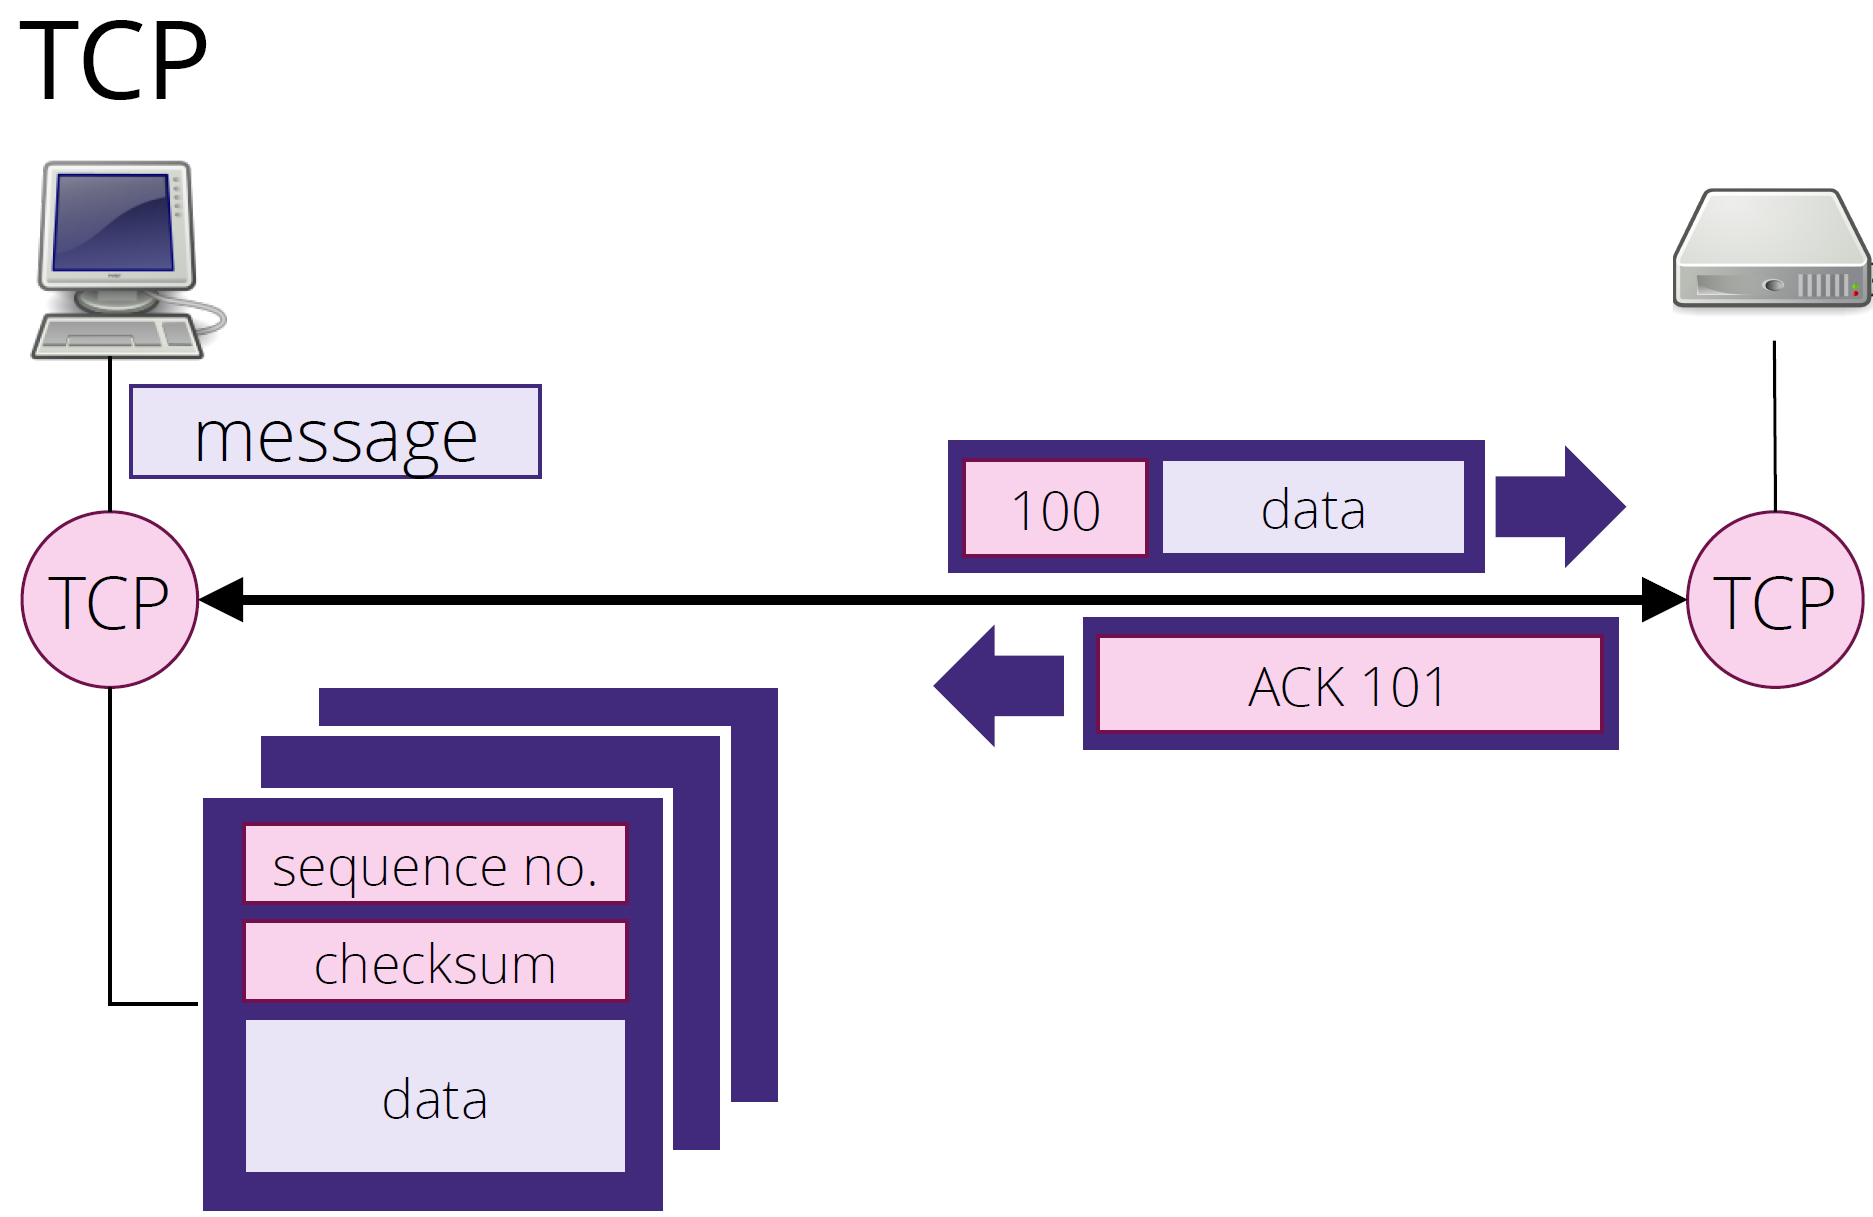 TCP
message
100
data
TCP
TCP
ACK 101
sequence no.
checksum
data